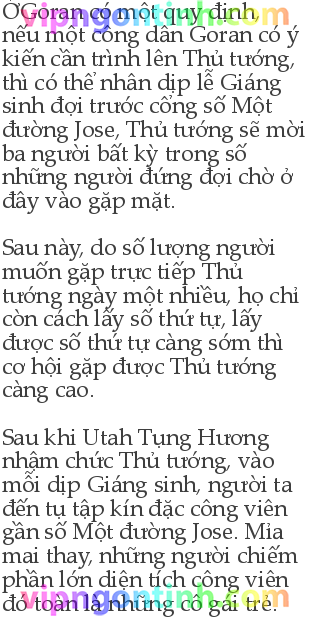 Ở Goran có một quy định,
nếu một công dân Goran có ý
kiến cần trình lên Thủ tướng,
thì có thể nhân dịp lễ Giáng
sinh đợi trước cổng số Một
đường Jose, Thủ tướng sẽ mời
ba người bất kỳ trong số
những người đứng đợi chờ ở
đây vào gặp mặt.
Sau này, do số lượng người
muốn gặp trực tiếp Thủ
tướng ngày một nhiều, họ chỉ
còn cách lấy số thứ tự, lấy
được số thứ tự càng sớm thì
cơ hội gặp được Thủ tướng
càng cao.
Sau khi Utah Tụng Hương
nhậm chức Thủ tướng, vào
mỗi dịp Giáng sinh, người ta
đến tụ tập kín đặc công viên
gần số Một đường Jose. Mỉa
mai thay, những người chiếm
phần lớn diện tích công viên
đó toàn là những cô gái trẻ.
vipngontinh.com
vipngontinh.com